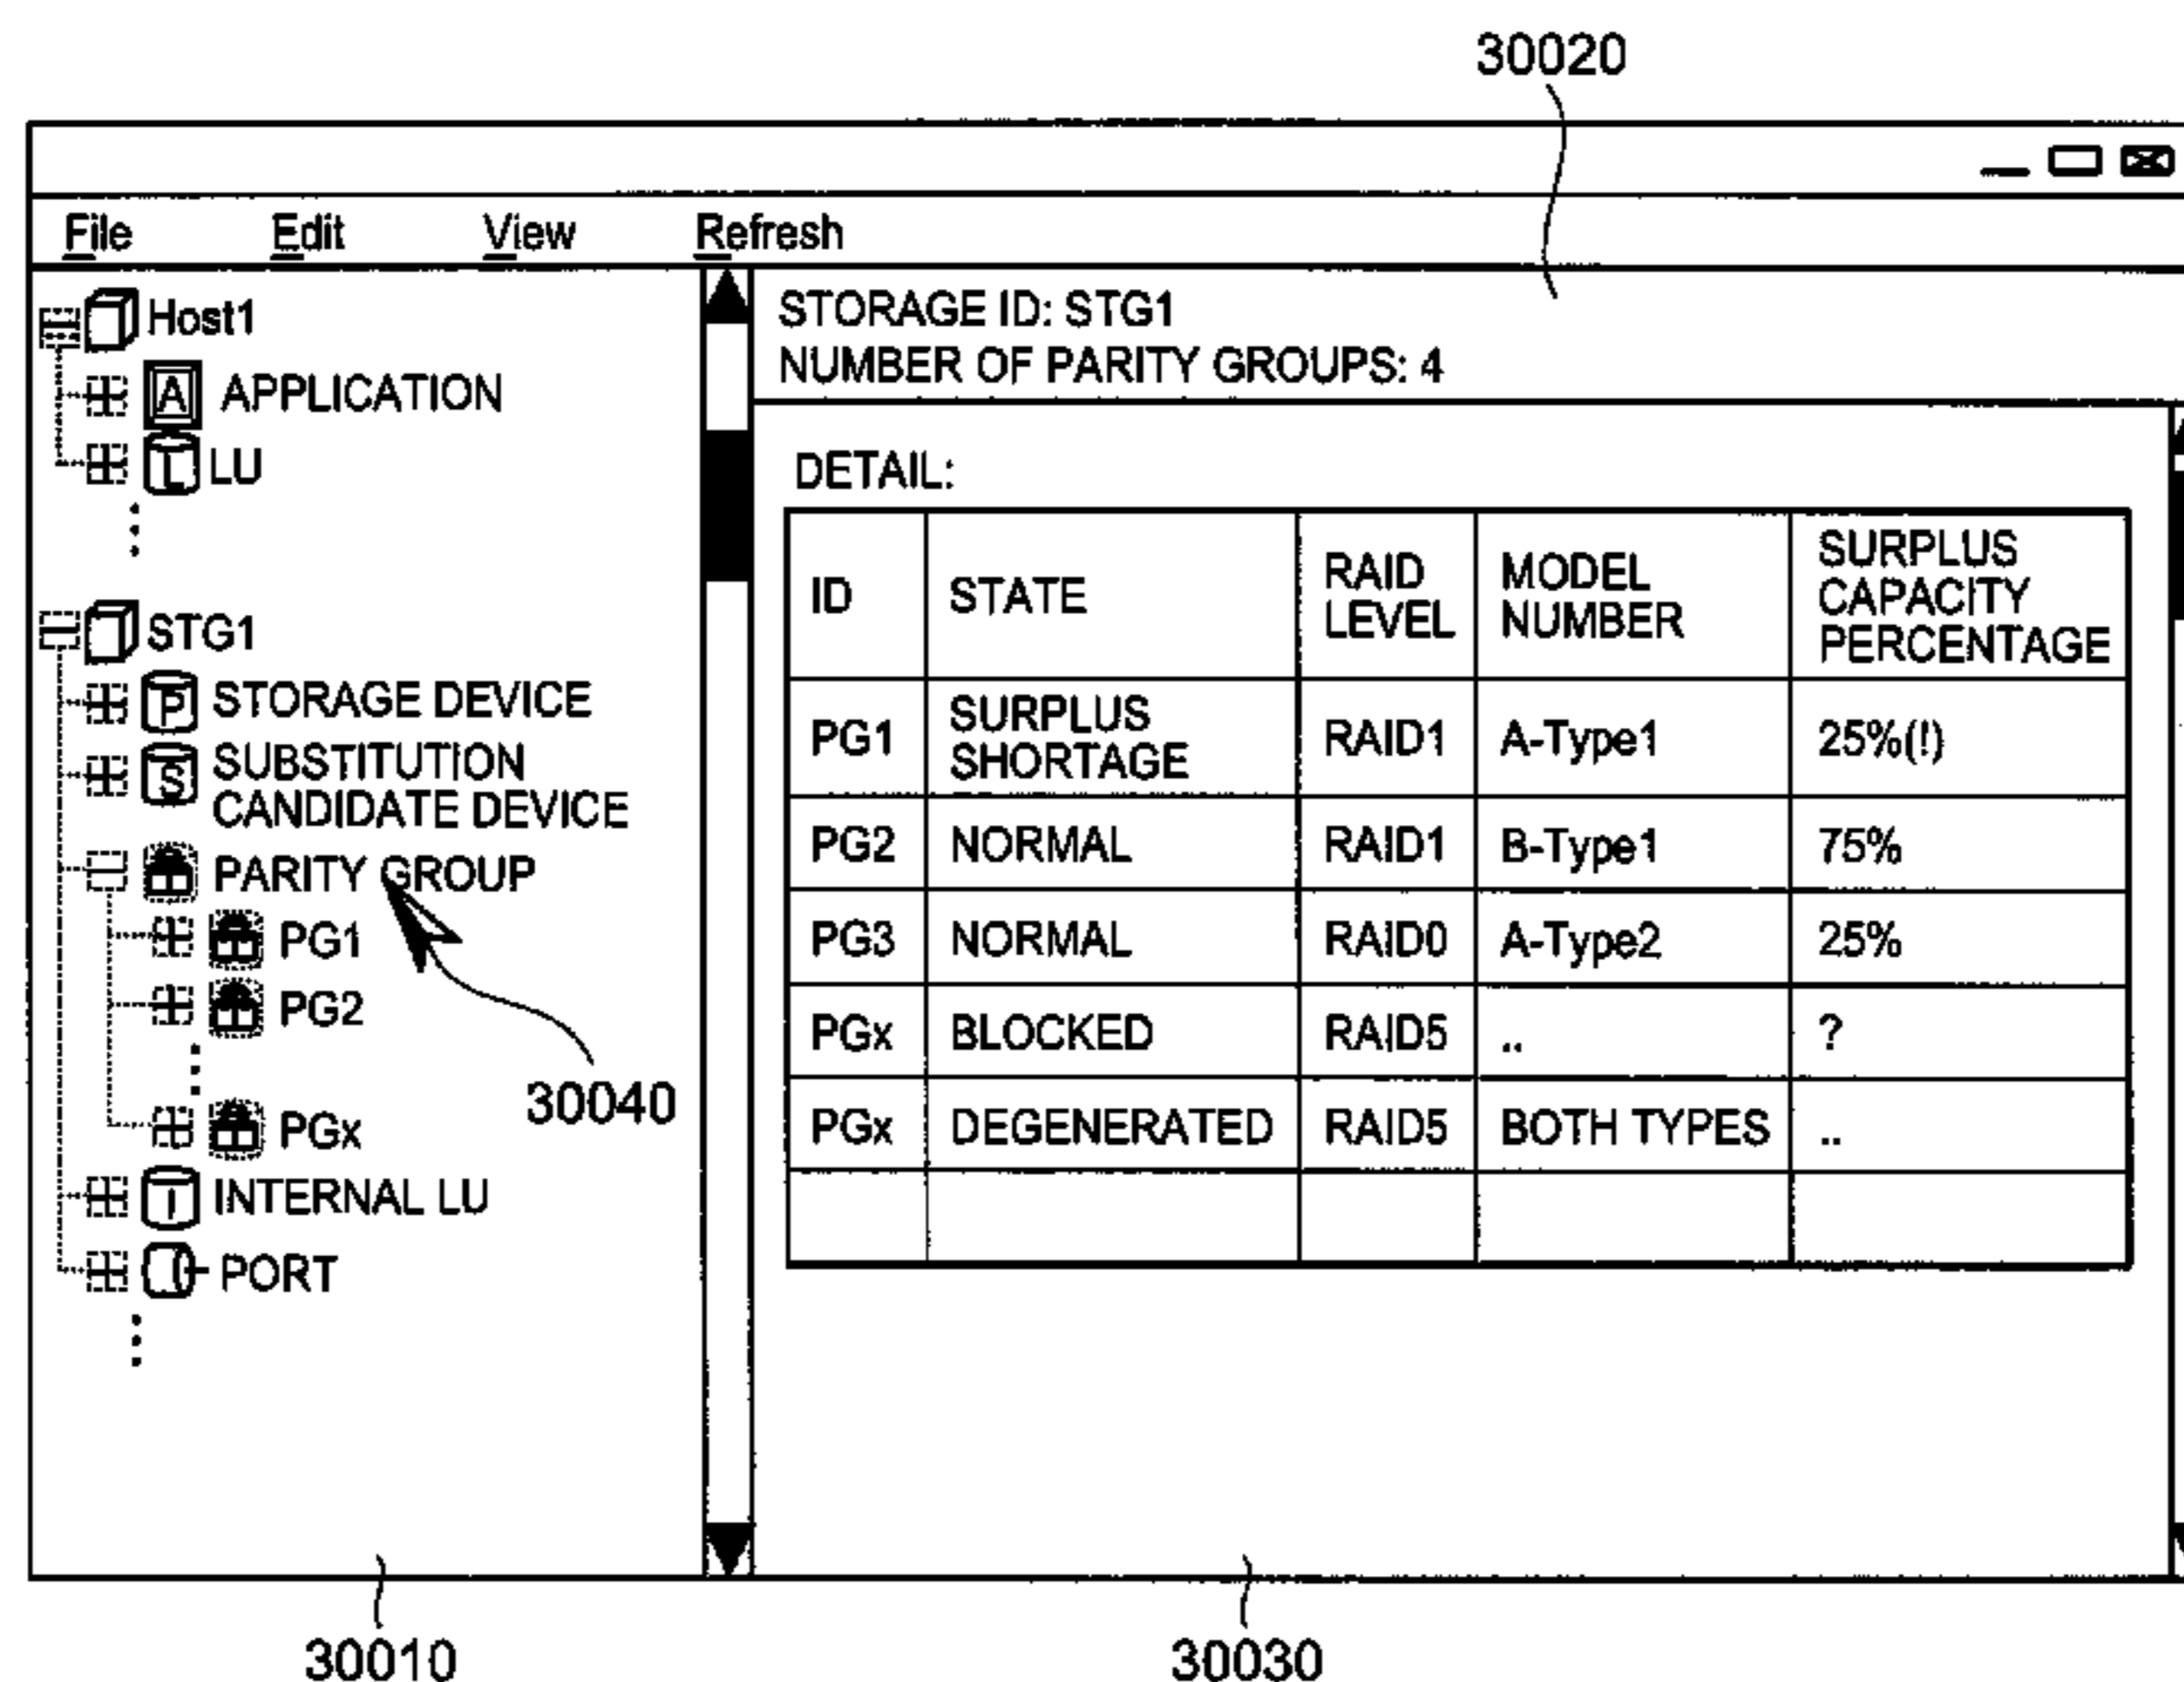 30020
File Edit View Refresh
Host1
A APPLICATION
L LU
STG1
P STORAGE DEVICE
S SUBSTITUTION
CANDIDATE DEVICE
PARITY GROUP
PG1
PG2
PGx
30040
I INTERNAL LU
PORT
STORAGE ID: STG1
NUMBER OF PARITY GROUPS: 4
DETAIL:
ID STATE RAID LEVEL MODEL NUMBER SURPLUS CAPACITY PERCENTAGE
PG1 SURPLUS SHORTAGE RAID1 A-Type1 25%(!)
PG2 NORMAL RAID1 B-Type1 75%
PG3 NORMAL RAID0 A-Type2 25%
PGx BLOCKED RAID5 .. ?
PGx DEGENERATED RAID5 BOTH TYPES ..
30010
30030